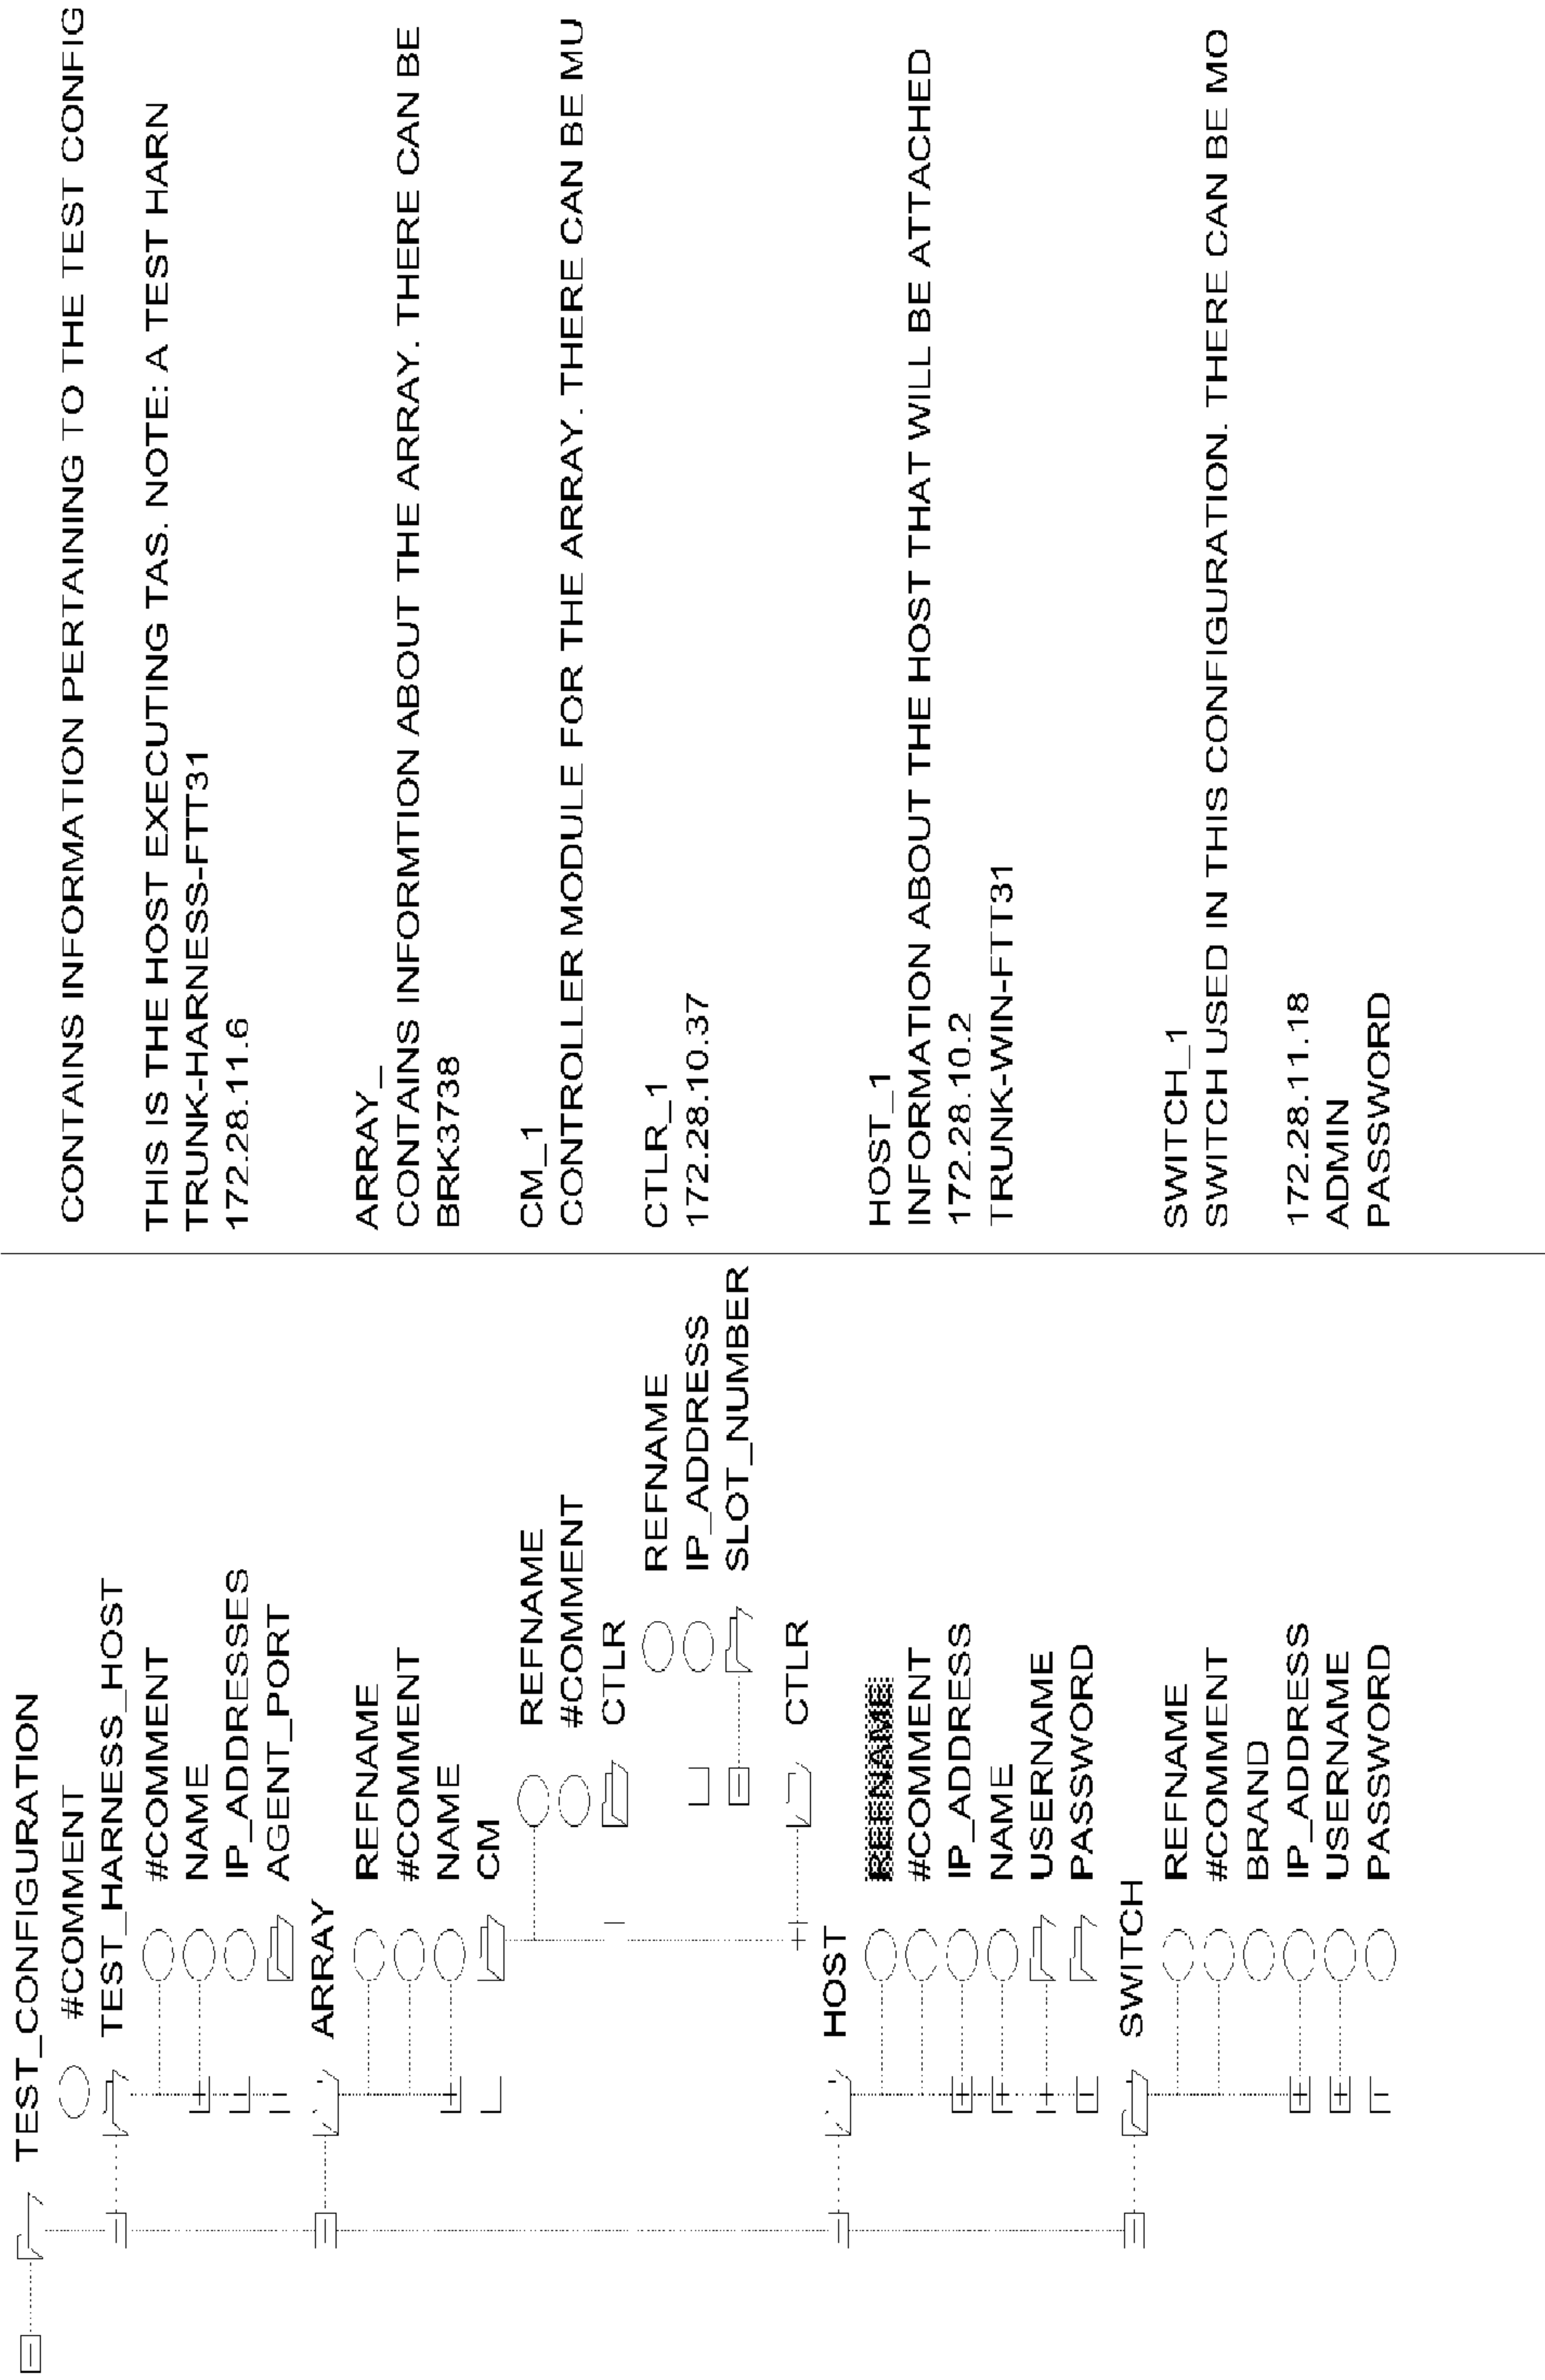 TEST_CONFIGURATION
#COMMENT CONTAINS INFORMATION PERTAINING TO THE TEST CONFIG
TEST_HARNESS_HOST
#COMMENT THIS IS THE HOST EXECUTING TAS. NOTE: A TEST HARN
NAME TRUNK-HARNESS-FTT31
IP_ADDRESSES 172.28.11.6
AGENT_PORT
ARRAY
REFNAME ARRAY_
#COMMENT CONTAINS INFORMTION ABOUT THE ARRAY. THERE CAN BE
NAME BRK3738
CM
REFNAME CM_1
#COMMENT CONTROLLER MODULE FOR THE ARRAY. THERE CAN BE MU
CTLR
REFNAME CTLR_1
IP_ADDRESS 172.28.10.37
SLOT_NUMBER
CTLR
HOST
REFNAME HOST_1
#COMMENT INFORMATION ABOUT THE HOST THAT WILL BE ATTACHED
IP_ADDRESS 172.28.10.2
NAME TRUNK-WIN-FTT31
USERNAME
PASSWORD
SWITCH
REFNAME SWITCH_1
#COMMENT SWITCH USED IN THIS CONFIGURATION. THERE CAN BE MO
BRAND
IP_ADDRESS 172.28.11.18
USERNAME ADMIN
PASSWORD PASSWORD